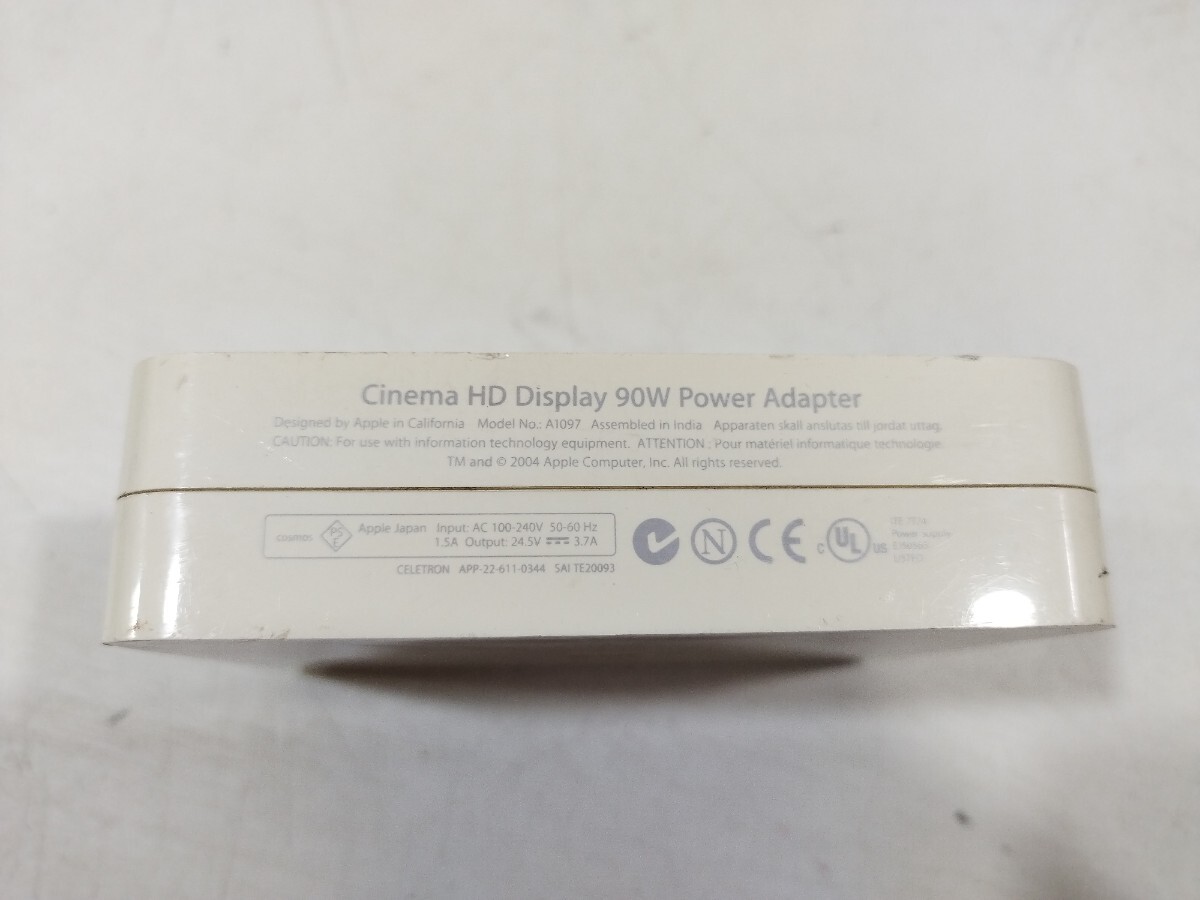 Cinema HD Display 90W Power Adapter
Designed by Apple in California Model No.: A1097 Assembled in India Apparaten skall anslutas till jordat uttag.
CAUTION: For use with information technology equipment. ATTENTION : Pour matériel informatique technologie.
TM and © 2004 Apple Computer, Inc. All rights reserved.
COSMOS PS E Apple Japan Input: AC 100-240V 50-60 Hz
1.5A Output: 24.5V 3.7A
CELETRON APP-22-611-0344 SAI TE20093
N CE c UL US
Power